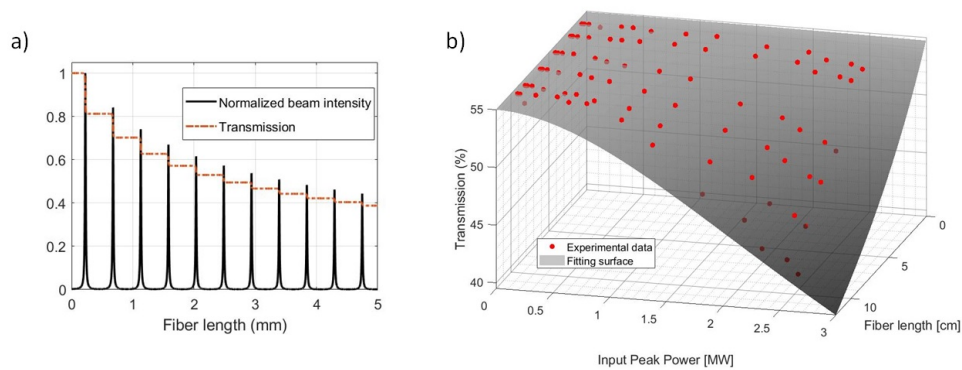 a)
1
0.8
0.6
0.4
0.2
0
0
1
2
3
4
5
Fiber length (mm)
Normalized beam intensity
Transmission
b)
55
50
45
40
Transmission (%)
0
0.5
1
1.5
2
2.5
3
Input Peak Power [MW]
0
5
10
Fiber length [cm]
Experimental data
Fitting surface